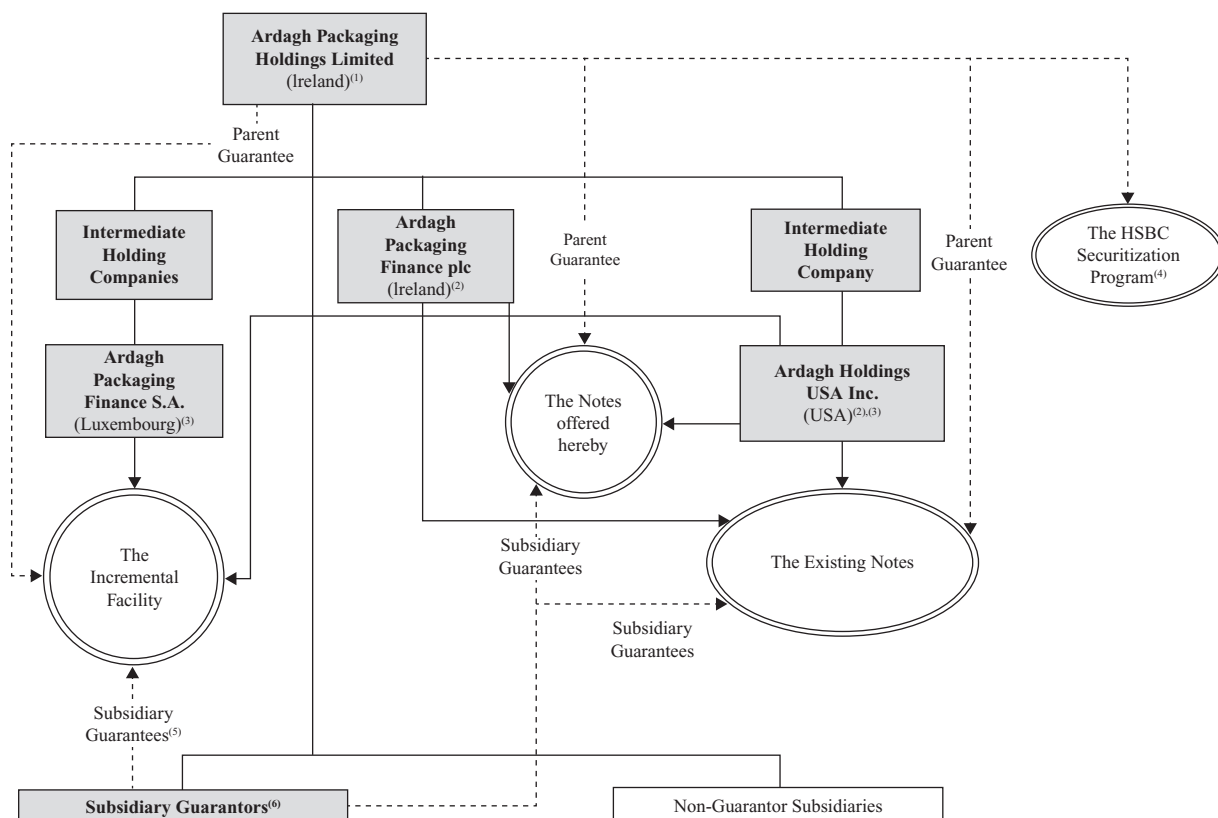 Ardagh Packaging
Holdings Limited
(Ireland)(1)
Parent
Guarantee
Intermediate
Holding
Companies
Ardagh
Packaging
Finance plc
(Ireland)(2)
Parent
Guarantee
Intermediate
Holding
Company
Parent
Guarantee
The HSBC
Securitization
Program(4)
Ardagh
Packaging
Finance S.A.
(Luxembourg)(3)
The Notes
offered
hereby
Ardagh Holdings
USA Inc.
(USA)(2),(3)
The
Incremental
Facility
Subsidiary
Guarantees
The Existing Notes
Subsidiary
Guarantees
Subsidiary
Guarantees(5)
Subsidiary Guarantors(6)
Non-Guarantor Subsidiaries